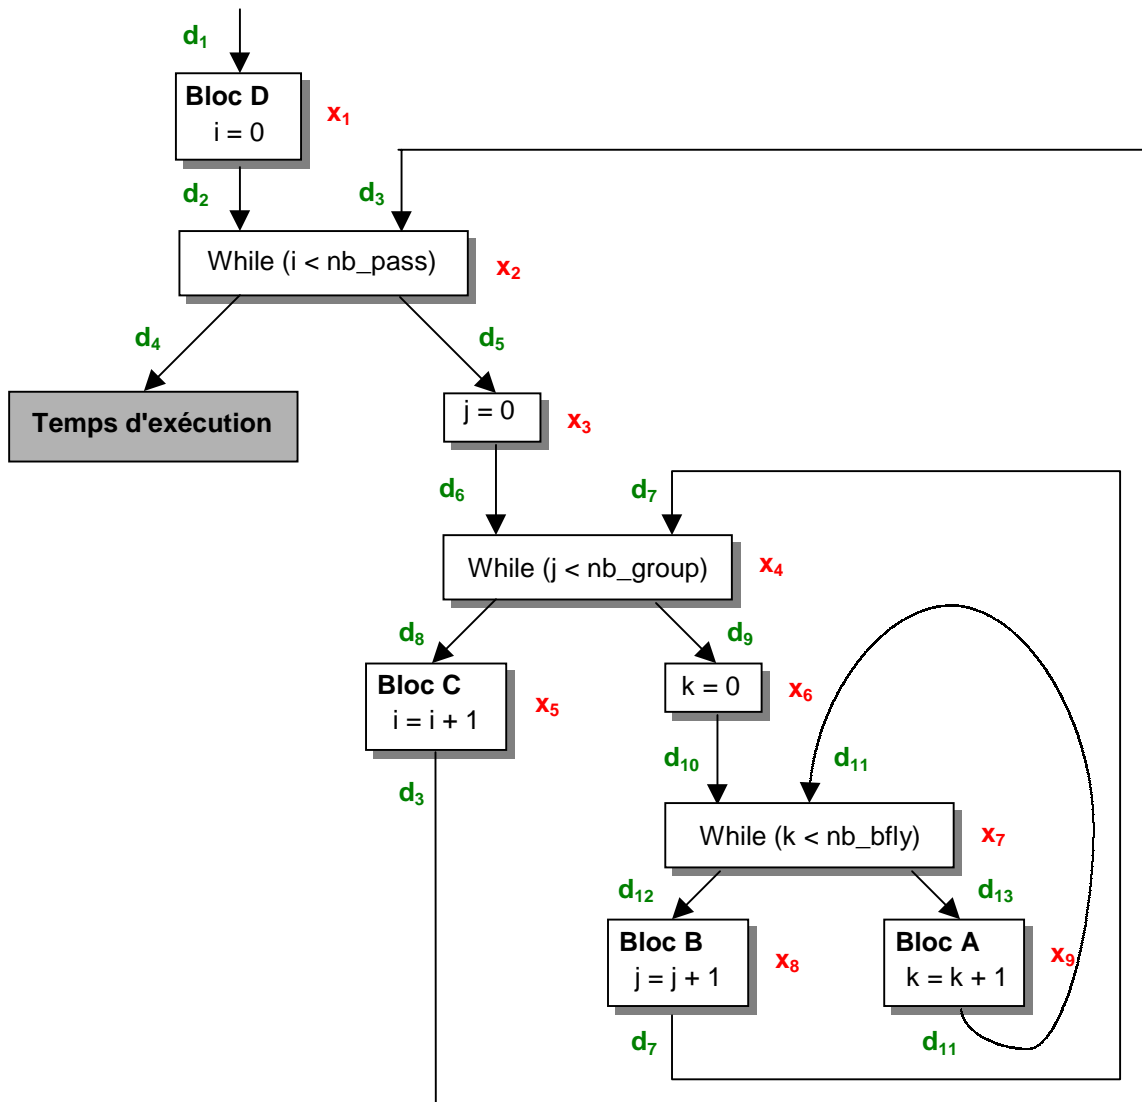 d1
Bloc D
i = 0
x1
d2
d3
While (i < nb_pass)
x2
d4
d5
Temps d'exécution
j = 0
x3
d6
d7
While (j < nb_group)
x4
d8
d9
Bloc C
i = i + 1
x5
k = 0
x6
d3
d10
d11
While (k < nb_bfly)
x7
d12
d13
Bloc B
j = j + 1
x8
Bloc A
k = k + 1
x9
d7
d11